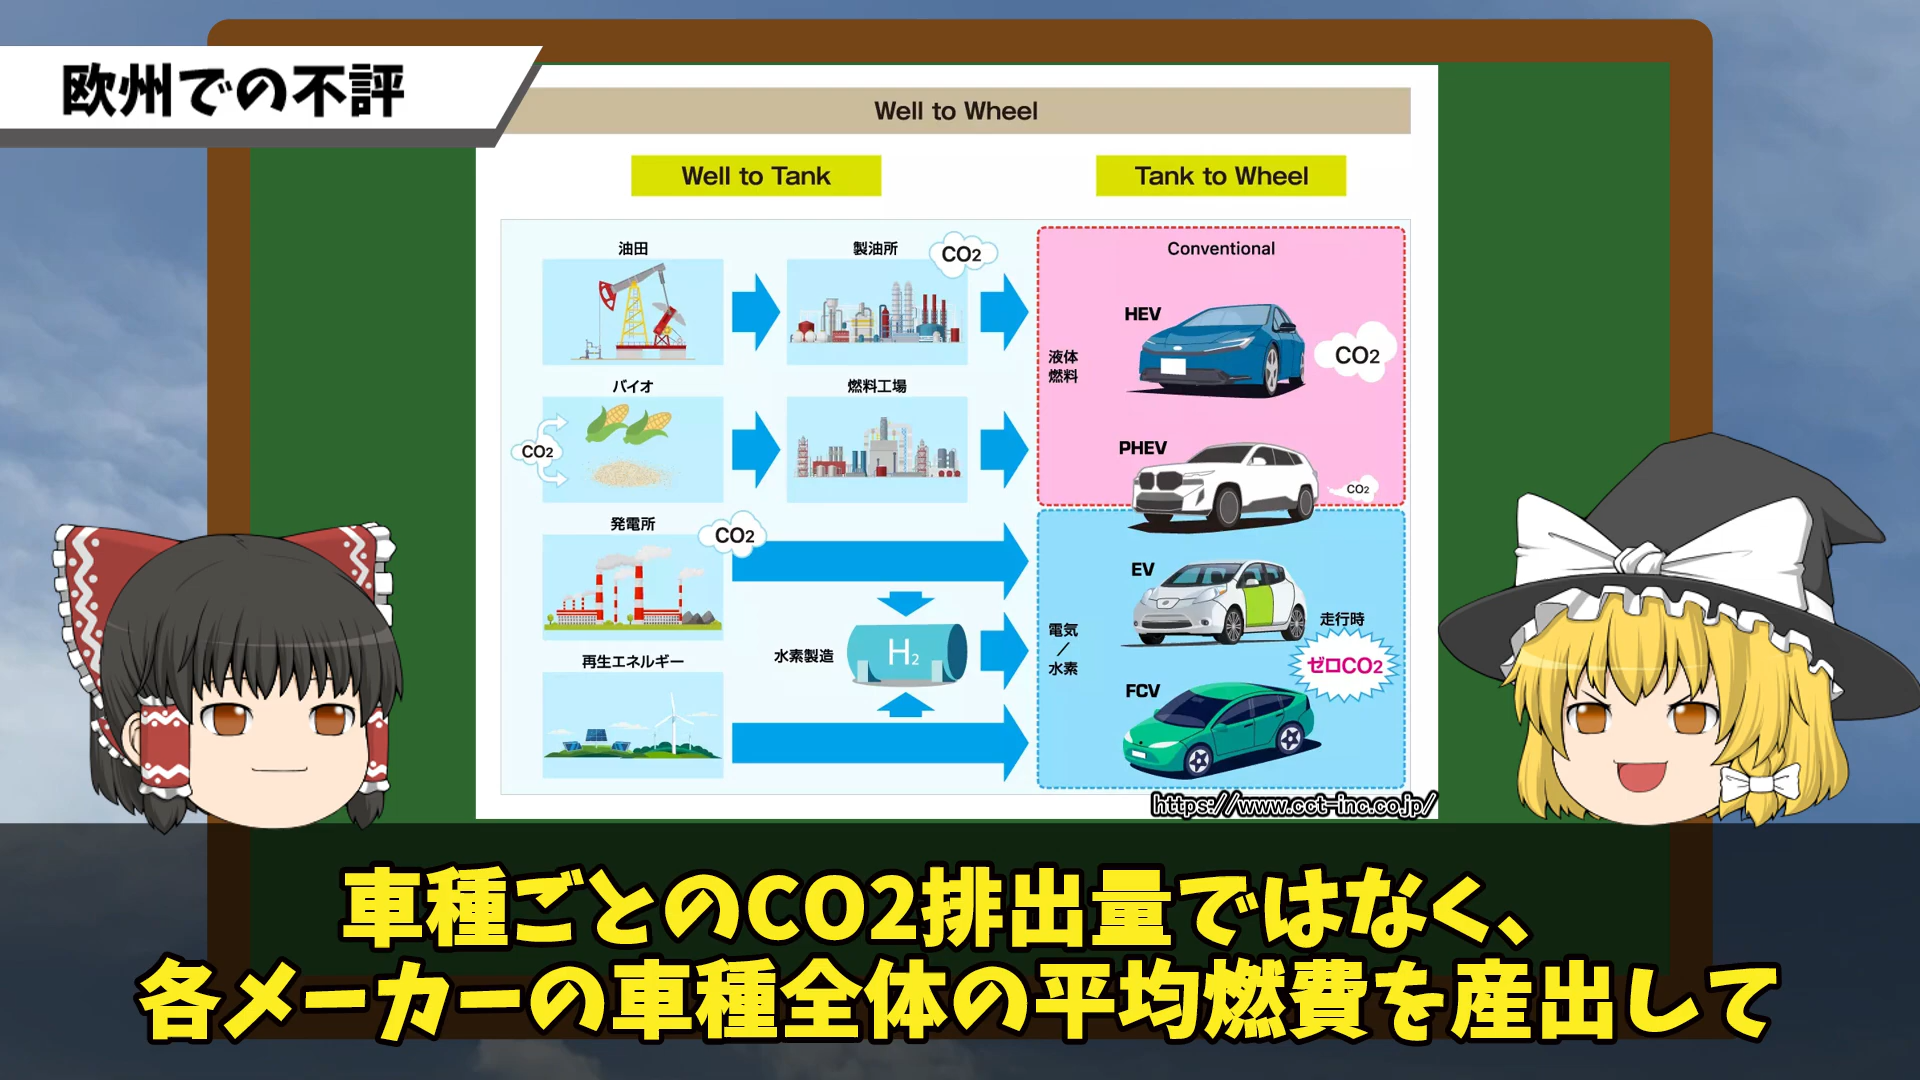 欧州での不評
Well to Wheel
Well to Tank
Tank to Wheel
油田
製油所
CO2
Conventional
HEV
液体
燃料
CO2
バイオ
燃料工場
CO2
PHEV
CO2
発電所
CO2
EV
走行時
ゼロCO2
電気
/
水素
水素製造
H2
再生エネルギー
FCV
https://www.cct-inc.co.jp/
車種ごとのCO2排出量ではなく、
各メーカーの車種全体の平均燃費を産出して